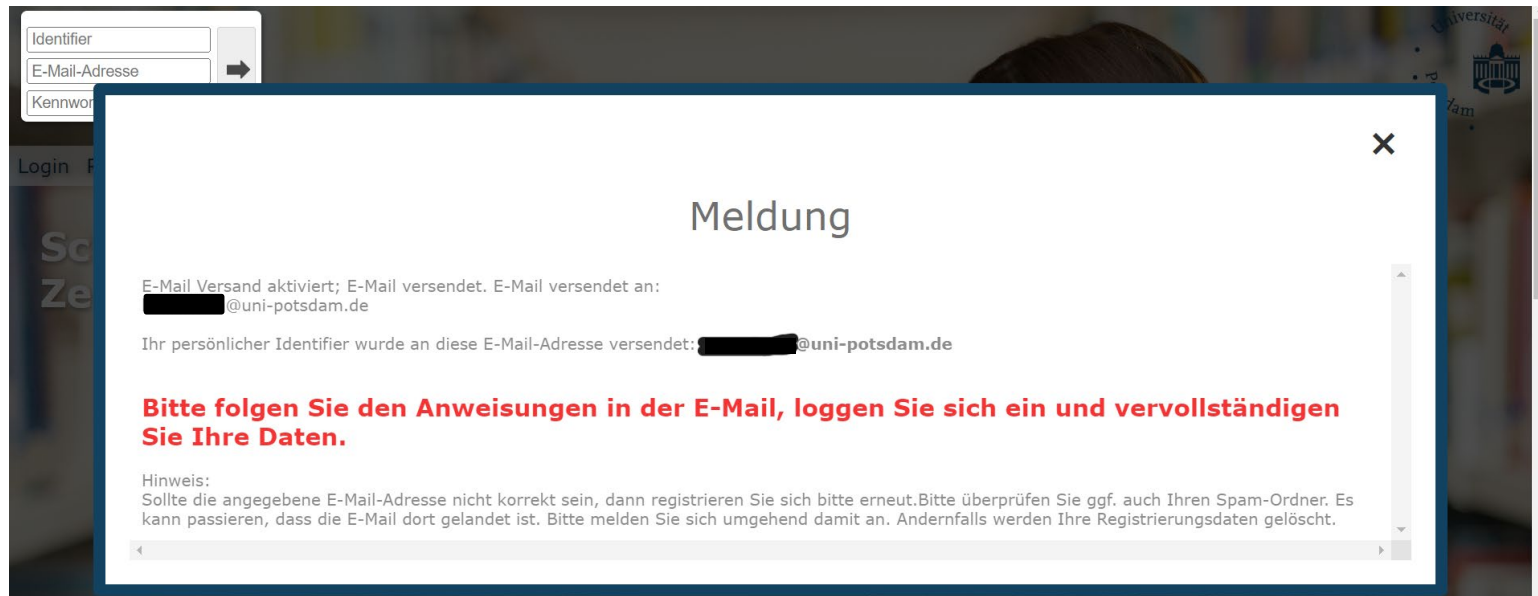 Identifier
E-Mail-Adresse
Kennwor
Universität
Potsdam
Login
Meldung
E-Mail Versand aktiviert; E-Mail versendet. E-Mail versendet an:
@uni-potsdam.de
Ihr persönlicher Identifier wurde an diese E-Mail-Adresse versendet: @uni-potsdam.de
Bitte folgen Sie den Anweisungen in der E-Mail, loggen Sie sich ein und vervollständigen
Sie Ihre Daten.
Hinweis:
Sollte die angegebene E-Mail-Adresse nicht korrekt sein, dann registrieren Sie sich bitte erneut.Bitte überprüfen Sie ggf. auch Ihren Spam-Ordner. Es
kann passieren, dass die E-Mail dort gelandet ist. Bitte melden Sie sich umgehend damit an. Andernfalls werden Ihre Registrierungsdaten gelöscht.